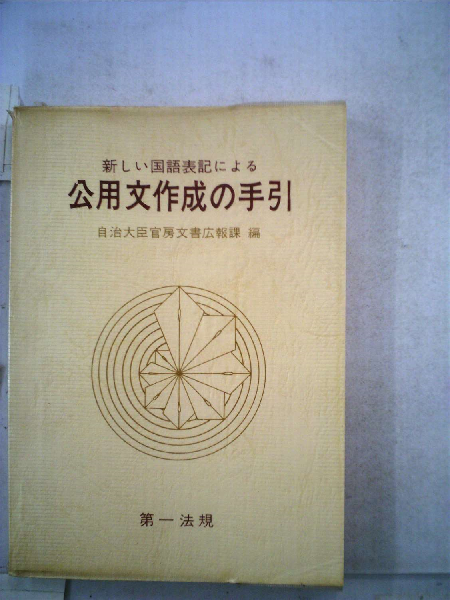 新しい国語表記による
公用文作成の手引
自治大臣官房文書広報課 編
第一法規